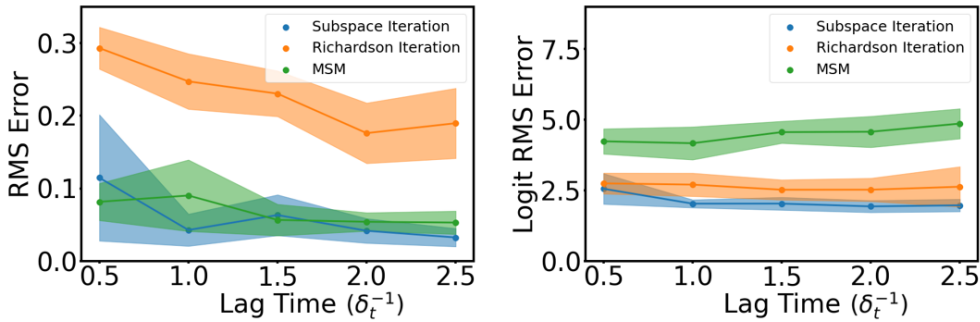 RMS Error
0.3
0.2
0.1
0.0
Subspace Iteration
Richardson Iteration
MSM
0.5 1.0 1.5 2.0 2.5
Lag Time (δ_t^{-1})
Logit RMS Error
7.5
5.0
2.5
0.0
Subspace Iteration
Richardson Iteration
MSM
0.5 1.0 1.5 2.0 2.5
Lag Time (δ_t^{-1})